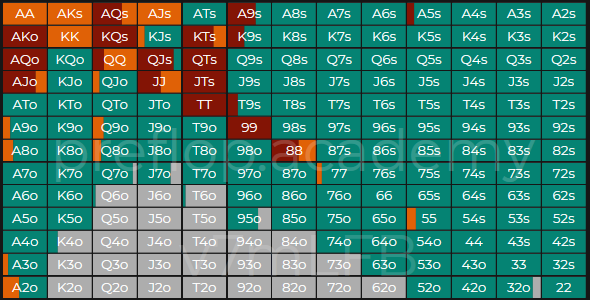 AA AKs AQs AJs ATs A9s A8s A7s A6s A5s A4s A3s A2s
AKo KK KQs KJs KTs K9s K8s K7s K6s K5s K4s K3s K2s
AQo KQo QQ QJs QTs Q9s Q8s Q7s Q6s Q5s Q4s Q3s Q2s
AJo KJo QJo JJ JTs J9s J8s J7s J6s J5s J4s J3s J2s
ATo KTo QTo JTo TT T9s T8s T7s T6s T5s T4s T3s T2s
A9o K9o Q9o J9o T9o 99 98s 97s 96s 95s 94s 93s 92s
A8o K8o Q8o J8o T8o 98o 88 87s 86s 85s 84s 83s 82s
preflop.academy
A7o K7o Q7o J7o T7o 97o 87o 77 76s 75s 74s 73s 72s
A6o K6o Q6o J6o T6o 96o 86o 76o 66 65s 64s 63s 62s
A5o K5o Q5o J5o T5o 95o 85o 75o 65o 55 54s 53s 52s
A4o K4o Q4o J4o T4o 94o 84o 74o 64o 54o 44 43s 42s
A3o K3o Q3o J3o T3o 93o 83o 73o 63o 53o 43o 33 32s
A2o K2o Q2o J2o T2o 92o 82o 72o 62o 52o 42o 32o 22